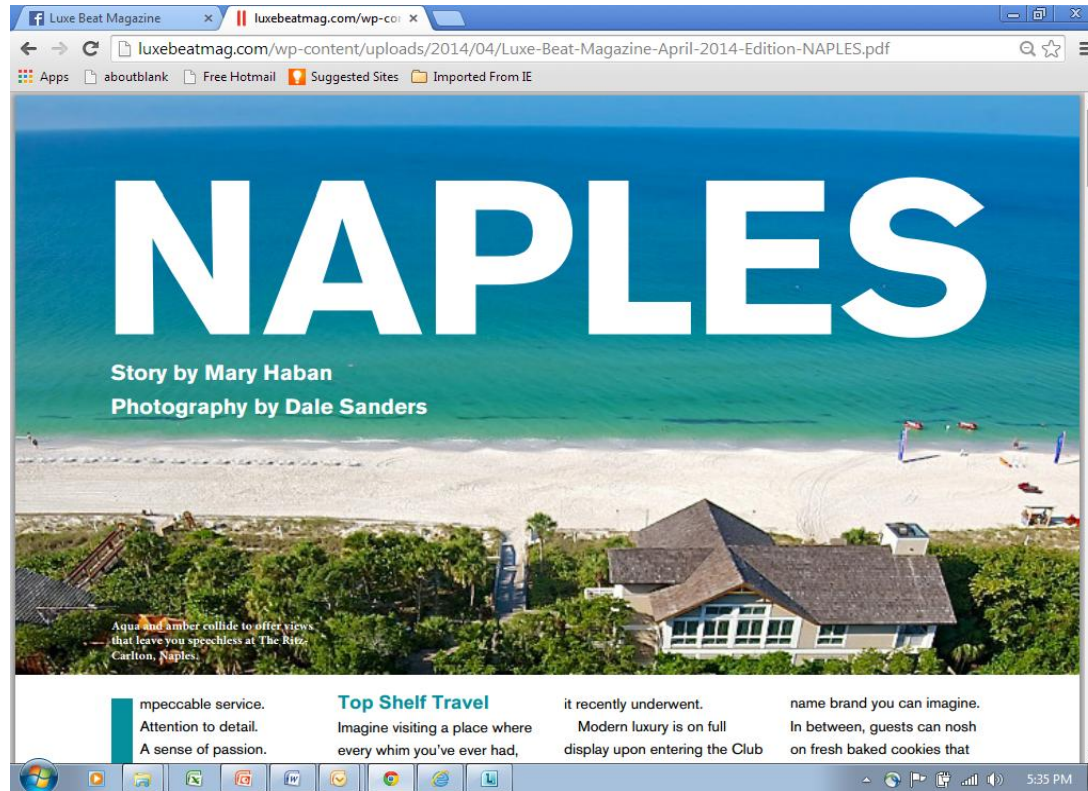 Luxe Beat Magazine
luxebeatmag.com/wp-cor
luxebeatmag.com/wp-content/uploads/2014/04/Luxe-Beat-Magazine-April-2014-Edition-NAPLES.pdf
Apps aboutblank Free Hotmail Suggested Sites Imported From IE
NAPLES
Story by Mary Haban
Photography by Dale Sanders
Aqua and amber collide to offer views
that leave you speechless at The Ritz-
Carlton, Naples.
I
mpeccable service.
Attention to detail.
A sense of passion.
Top Shelf Travel
Imagine visiting a place where
every whim you've ever had,
it recently underwent.
Modern luxury is on full
display upon entering the Club
name brand you can imagine.
In between, guests can nosh
on fresh baked cookies that
5:35 PM